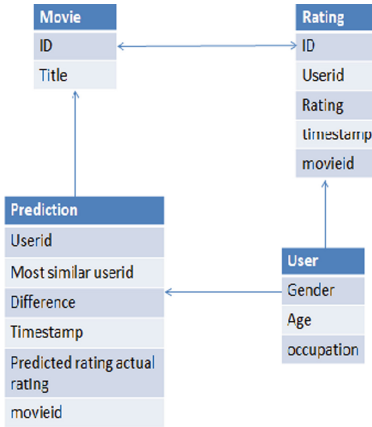 Movie
ID
Title
Rating
ID
Userid
Rating
timestamp
movieid
Prediction
Userid
Most similar userid
Difference
Timestamp
Predicted rating actual
rating
movieid
User
Gender
Age
occupation